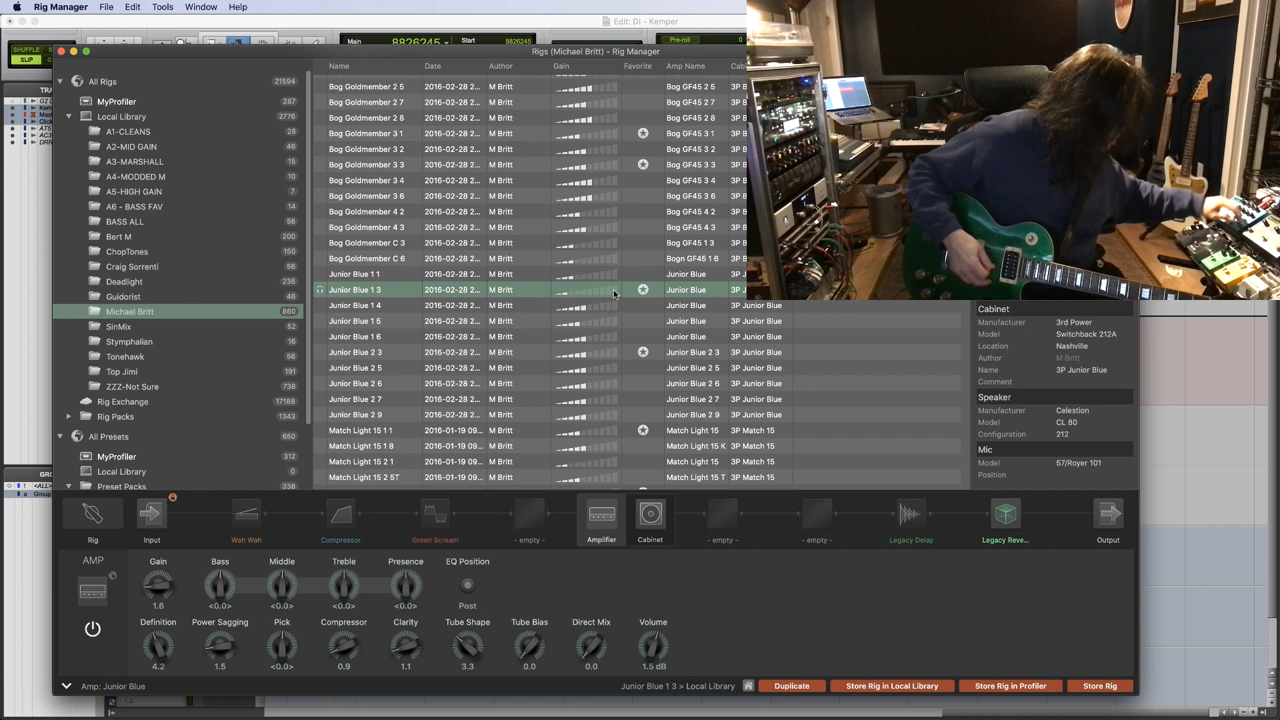 Rig Manager File Edit Tools Window Help
Edit: DI - Kemper
SHUFFLE
SLIP
Main 8826245 Start 8826245 Pre-roll
Rigs (Michael Britt) - Rig Manager
Name Date Author Gain Favorite Amp Name
All Rigs 21594
MyProfiler 287
Local Library 2776
A1-CLEANS 28
A2-MID GAIN 46
A3-MARSHALL 15
A4-MODDED M 10
A5-HIGH GAIN 7
A6 - BASS FAV 14
BASS ALL 56
Bert M 200
ChopTones 56
Craig Sorrenti 56
Deadlight 235
Guidorist 46
Michael Britt 860
SinMix 52
Stymphalian 14
Tonehawk 56
Top Jimi 191
ZZZ-Not Sure 738
Rig Exchange 17188
Rig Packs 1343
All Presets 650
MyProfiler 312
Local Library 0
Preset Packs 338
Bog Goldmember 2 5 2016-02-28 2... M Britt Bog GF45 2 5 3P B
Bog Goldmember 2 7 2016-02-28 2... M Britt Bog GF45 2 7 3P B
Bog Goldmember 2 8 2016-02-28 2... M Britt Bog GF45 2 8 3P B
Bog Goldmember 3 1 2016-02-28 2... M Britt Bog GF45 3 1 3P B
Bog Goldmember 3 2 2016-02-28 2... M Britt Bog GF45 3 2 3P B
Bog Goldmember 3 3 2016-02-28 2... M Britt Bog GF45 3 3 3P B
Bog Goldmember 3 4 2016-02-28 2... M Britt Bog GF45 3 4 3P B
Bog Goldmember 3 6 2016-02-28 2... M Britt Bog GF45 3 6 3P B
Bog Goldmember 4 2 2016-02-28 2... M Britt Bog GF45 4 2 3P B
Bog Goldmember 4 3 2016-02-28 2... M Britt Bog GF45 4 3 3P B
Bog Goldmember C 3 2016-02-28 2... M Britt Bog GF45 1 3 3P B
Bog Goldmember C 6 2016-02-28 2... M Britt Bogn GF45 1 6 3P B
Junior Blue 1 1 2016-02-28 2... M Britt Junior Blue 3P J
Junior Blue 1 3 2016-02-28 2... M Britt Junior Blue 3P J
Junior Blue 1 4 2016-02-28 2... M Britt Junior Blue 3P Junior Blue
Junior Blue 1 5 2016-02-28 2... M Britt Junior Blue 3P Junior Blue
Junior Blue 1 6 2016-02-28 2... M Britt Junior Blue 3P Junior Blue
Junior Blue 2 3 2016-02-28 2... M Britt Junior Blue 2 3 3P Junior Blue
Junior Blue 2 5 2016-02-28 2... M Britt Junior Blue 2 5 3P Junior Blue
Junior Blue 2 6 2016-02-28 2... M Britt Junior Blue 2 6 3P Junior Blue
Junior Blue 2 7 2016-02-28 2... M Britt Junior Blue 2 7 3P Junior Blue
Junior Blue 2 9 2016-02-28 2... M Britt Junior Blue 2 9 3P Junior Blue
Match Light 15 1 1 2016-01-19 09... M Britt Match Light 15 3P Match 15
Match Light 15 1 8 2016-01-19 09... M Britt Match Light 15 K 3P Match 15
Match Light 15 2 1 2016-01-19 09... M Britt Match Light 15 3P Match 15
Match Light 15 2 5T 2016-01-19 09... M Britt Match Light 15 T 3P Match 15
Cabinet
Manufacturer 3rd Power
Model Switchback 212A
Location Nashville
Author M Britt
Name 3P Junior Blue
Comment
Speaker
Manufacturer Celestion
Model CL 80
Configuration 212
Mic
Model 57/Royer 101
Position
Rig Input Wah Wah Compressor Green Scream - empty - Amplifier Cabinet - empty - - empty - Legacy Delay Legacy Reve... Output
AMP Gain Bass Middle Treble Presence EQ Position
1.6 <0.0> <0.0> <0.0> <0.0> Post
Definition Power Sagging Pick Compressor Clarity Tube Shape Tube Bias Direct Mix Volume
4.2 1.5 <0.0> 0.9 1.1 3.3 0.0 0.0 1.5 dB
Amp: Junior Blue Junior Blue 1 3 > Local Library Duplicate Store Rig in Local Library Store Rig in Profiler Store Rig